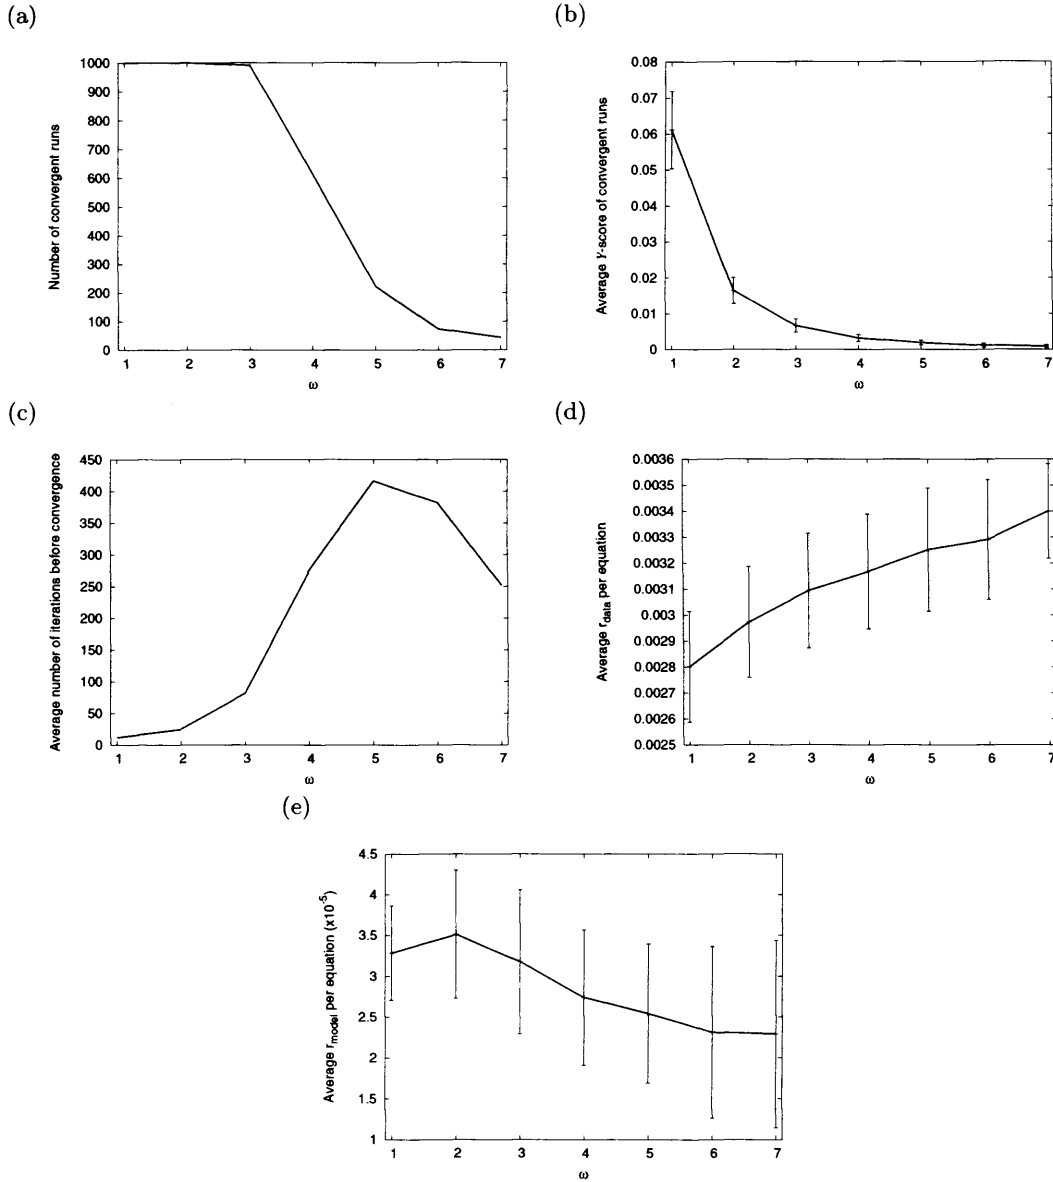 (a)
(b)
1000
900
800
700
600
500
400
300
200
100
0
Number of convergent runs
1 2 3 4 5 6 7
ω
0.08
0.07
0.06
0.05
0.04
0.03
0.02
0.01
0
Average Y-score of convergent runs
1 2 3 4 5 6 7
ω
(c)
(d)
450
400
350
300
250
200
150
100
50
0
Average number of iterations before convergence
1 2 3 4 5 6 7
ω
0.0036
0.0035
0.0034
0.0033
0.0032
0.0031
0.003
0.0029
0.0028
0.0027
0.0026
0.0025
Average r_data per equation
1 2 3 4 5 6 7
ω
(e)
4.5
4
3.5
3
2.5
2
1.5
1
Average r_model per equation (x10^-5)
1 2 3 4 5 6 7
ω